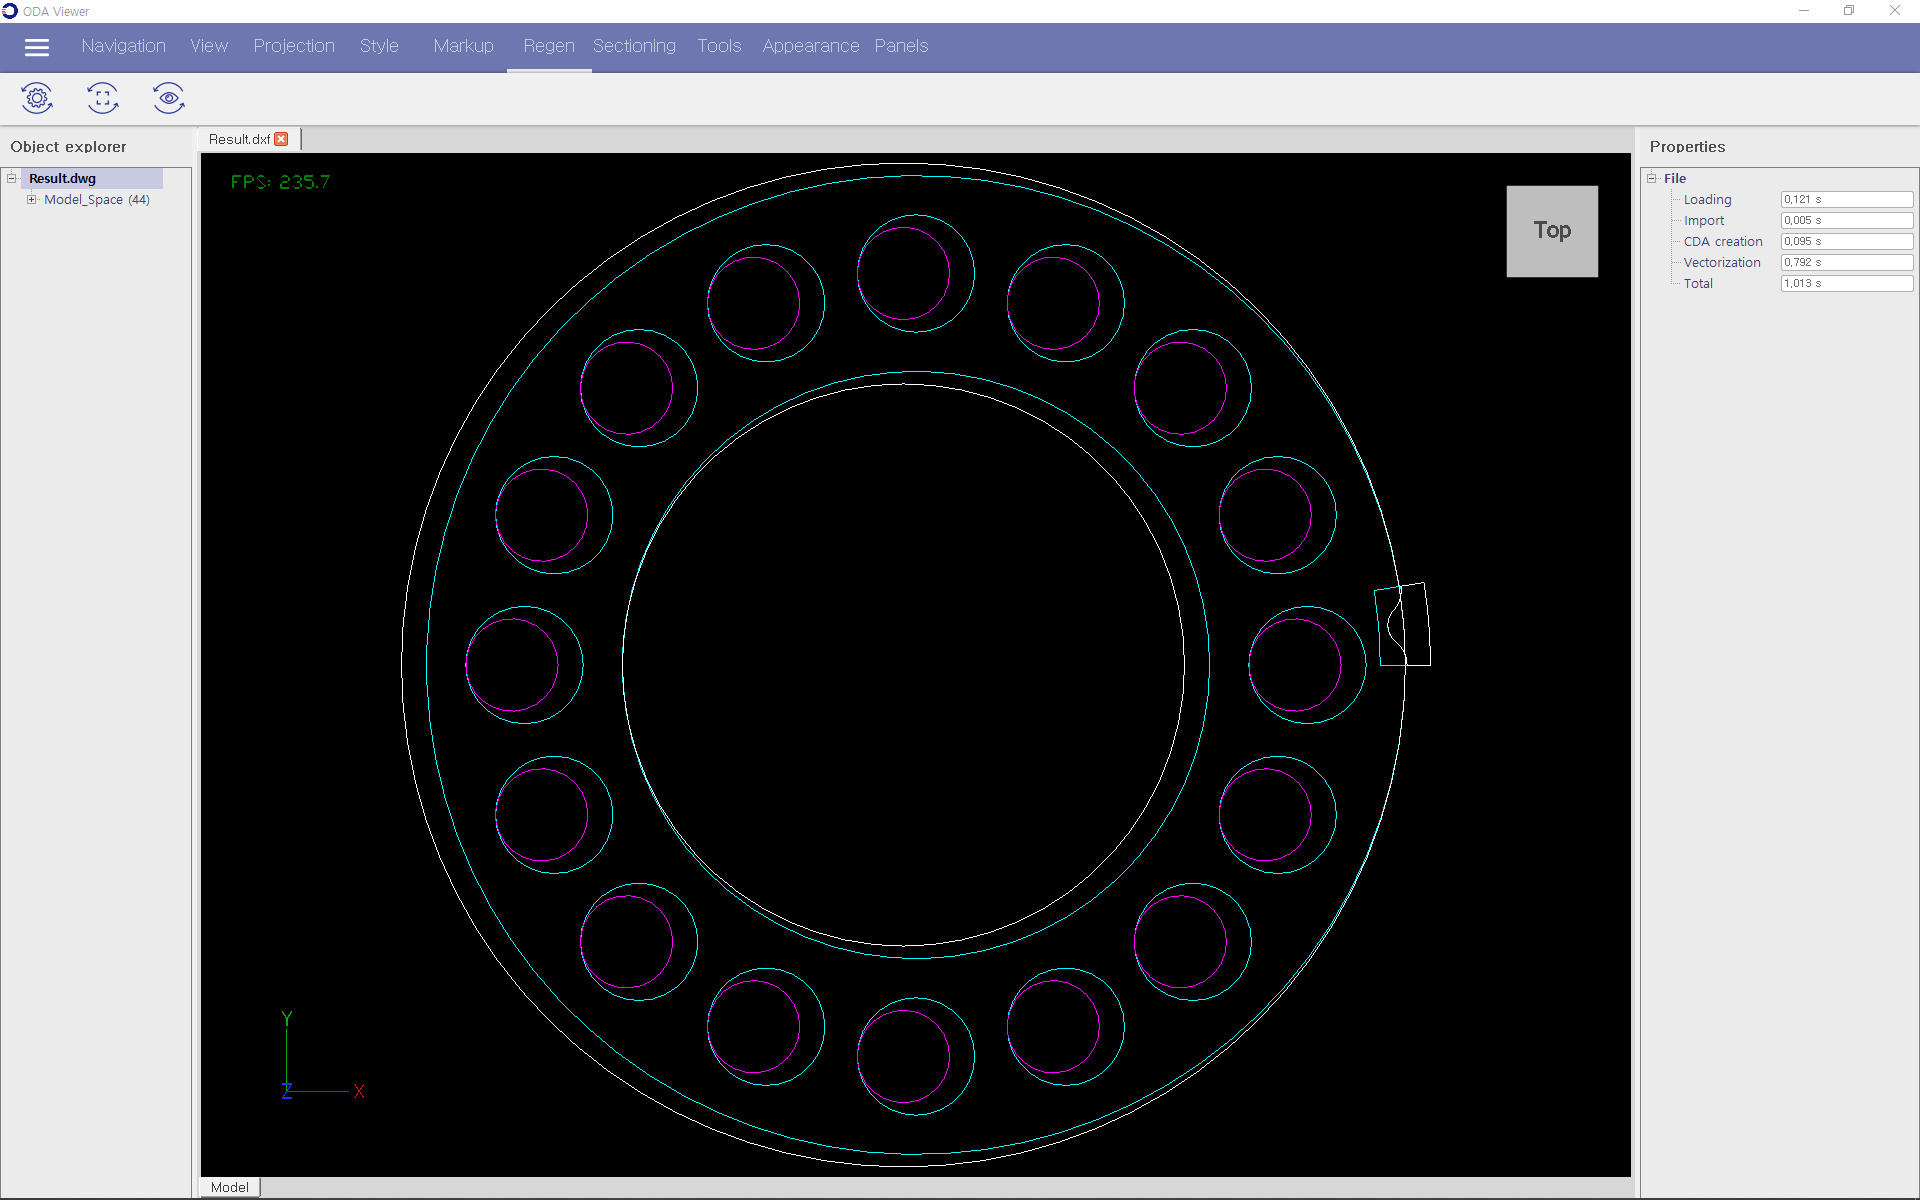 ODA Viewer
Navigation View Projection Style Markup Regen Sectioning Tools Appearance Panels
Object explorer
Result.dwg
Model_Space (44)
Result.dxf
FPS: 235.7
Top
Y
Z
X
Model
Properties
File
Loading 0,121 s
Import 0,005 s
CDA creation 0,095 s
Vectorization 0,792 s
Total 1,013 s